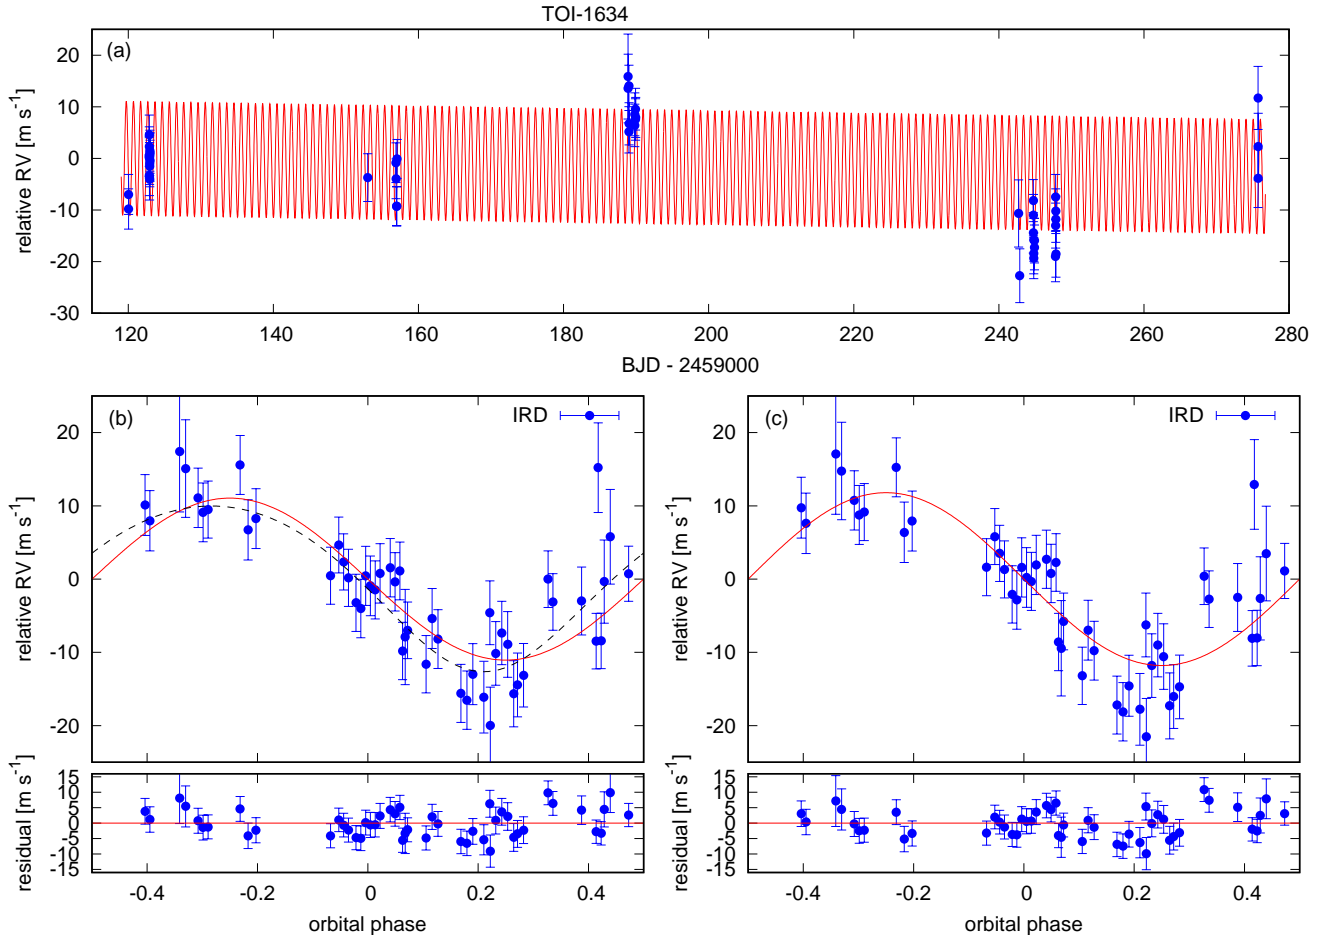 TOI-1634
(a)
relative RV [m s-1]
20
10
0
-10
-20
-30
120 140 160 180 200 220 240 260 280
BJD - 2459000
(b)
IRD
relative RV [m s-1]
20
10
0
-10
-20
residual [m s-1]
15
10
5
0
-5
-10
-15
-0.4 -0.2 0 0.2 0.4
orbital phase
(c)
IRD
relative RV [m s-1]
20
10
0
-10
-20
residual [m s-1]
15
10
5
0
-5
-10
-15
-0.4 -0.2 0 0.2 0.4
orbital phase